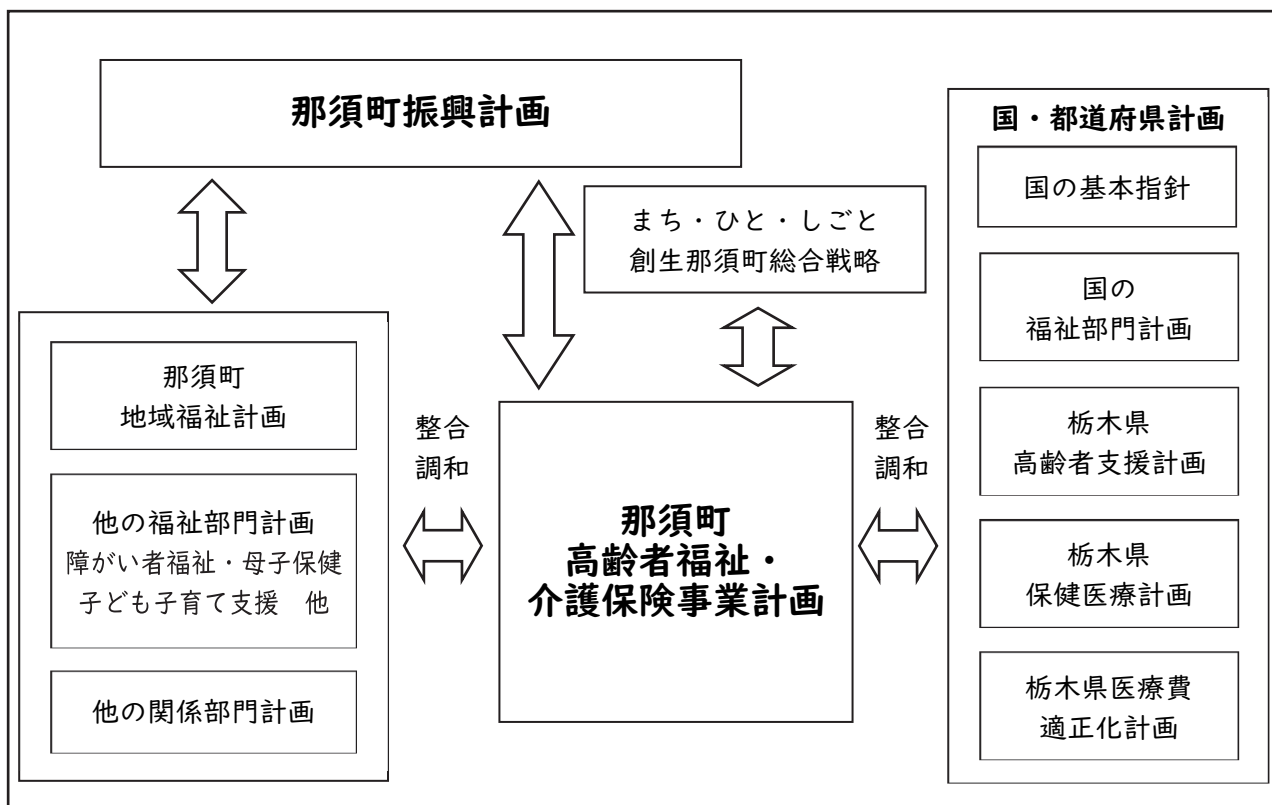 那須町振興計画
まち・ひと・しごと
創生那須町総合戦略
那須町
地域福祉計画
他の福祉部門計画
障がい者福祉・母子保健
子ども子育て支援　他
他の関係部門計画
整合
調和
那須町
高齢者福祉・
介護保険事業計画
整合
調和
国・都道府県計画
国の基本指針
国の
福祉部門計画
栃木県
高齢者支援計画
栃木県
保健医療計画
栃木県医療費
適正化計画